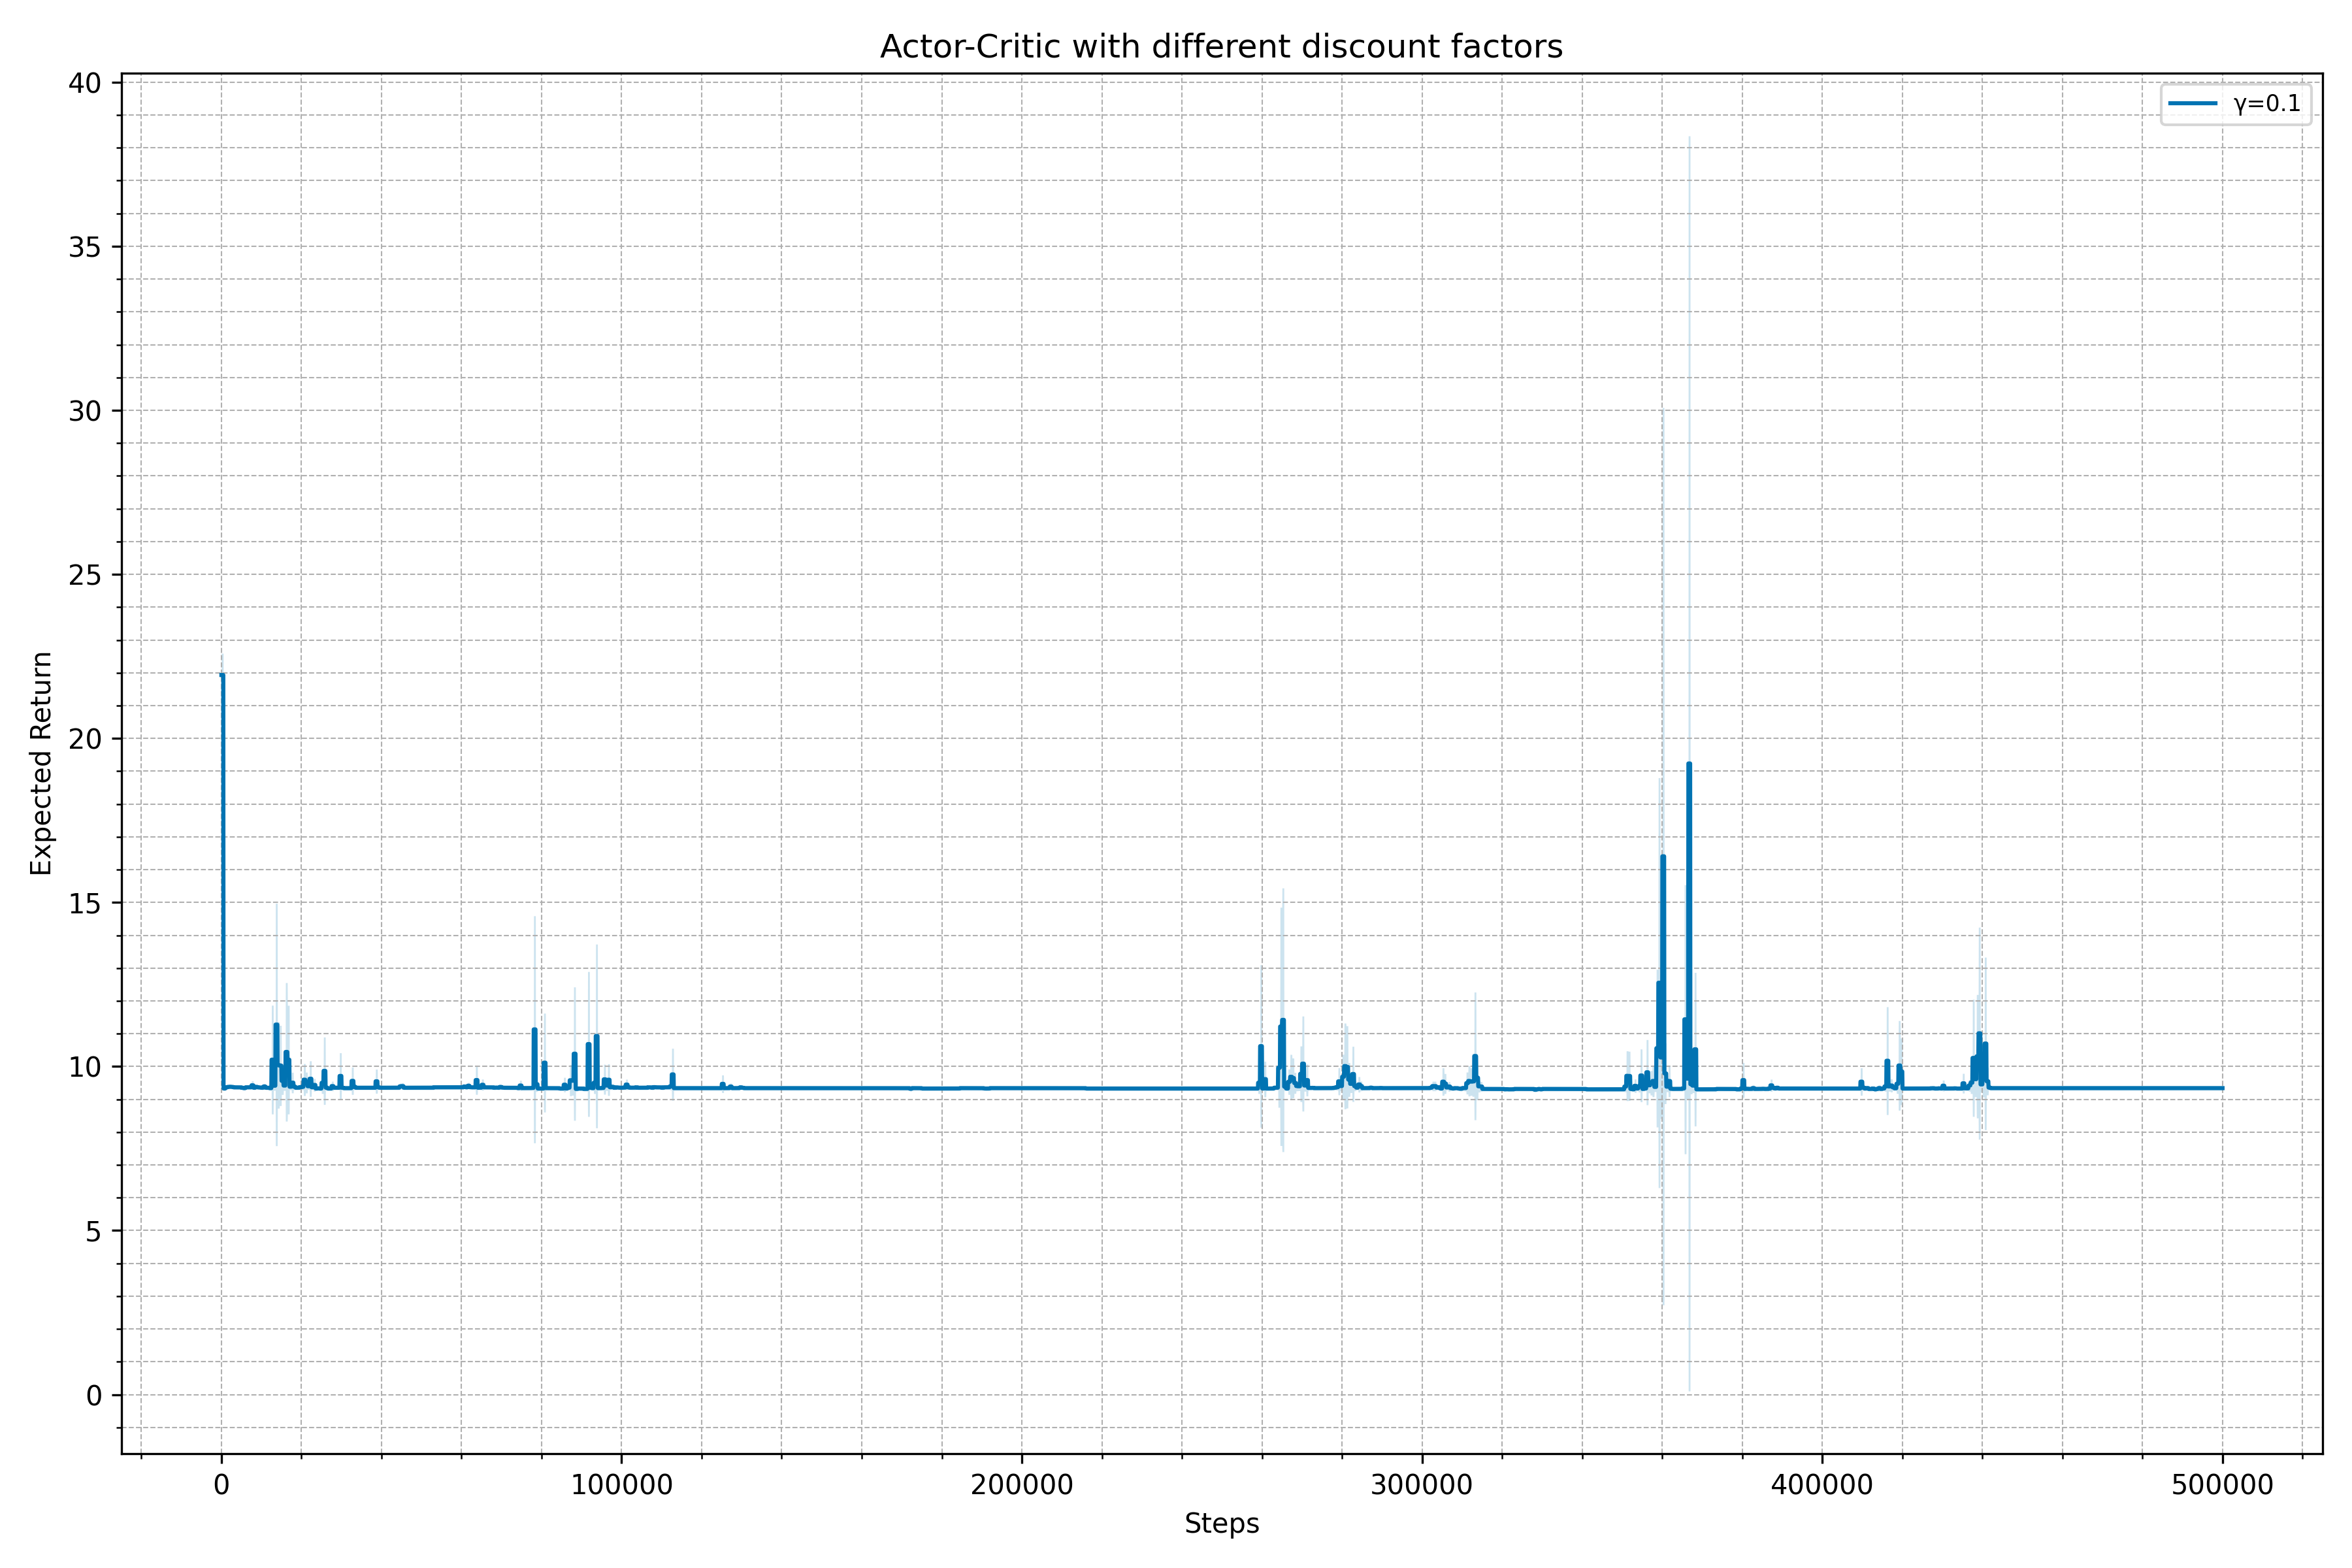 Actor-Critic with different discount factors
γ=0.1
40
35
30
25
20
15
10
5
0
Expected Return
0 100000 200000 300000 400000 500000
Steps